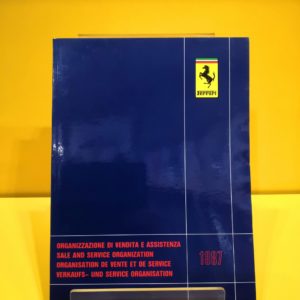 Ferrari
ORGANIZZAZIONE DI VENDITA E ASSISTENZA
SALE AND SERVICE ORGANIZATION
ORGANISATION DE VENTE ET DE SERVICE
VERKAUFS- UND SERVICE ORGANISATION
1987